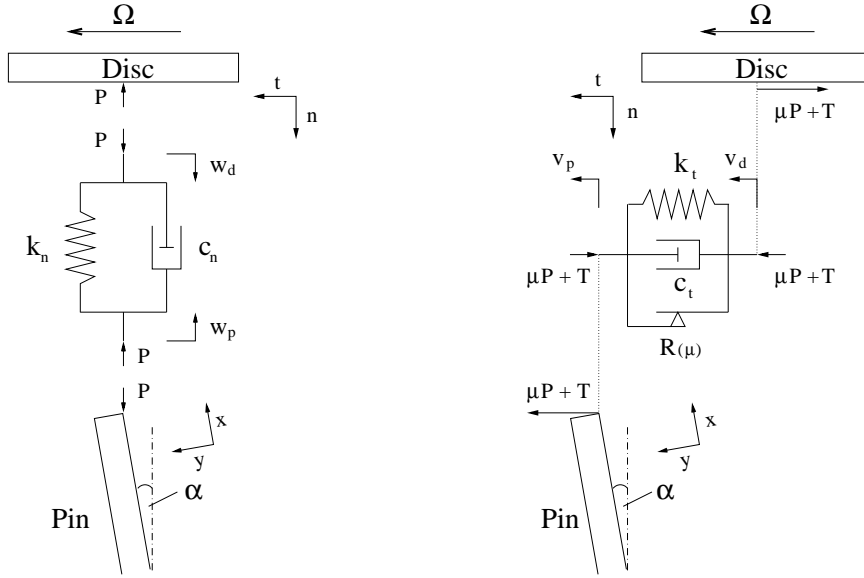 Ω
Disc
P
t
n
P
w_d
k_n
c_n
w_p
P
P
x
y
α
Pin
Ω
Disc
t
n
μP + T
v_p
k_t
v_d
μP + T
c_t
μP + T
R(μ)
μP + T
x
y
α
Pin